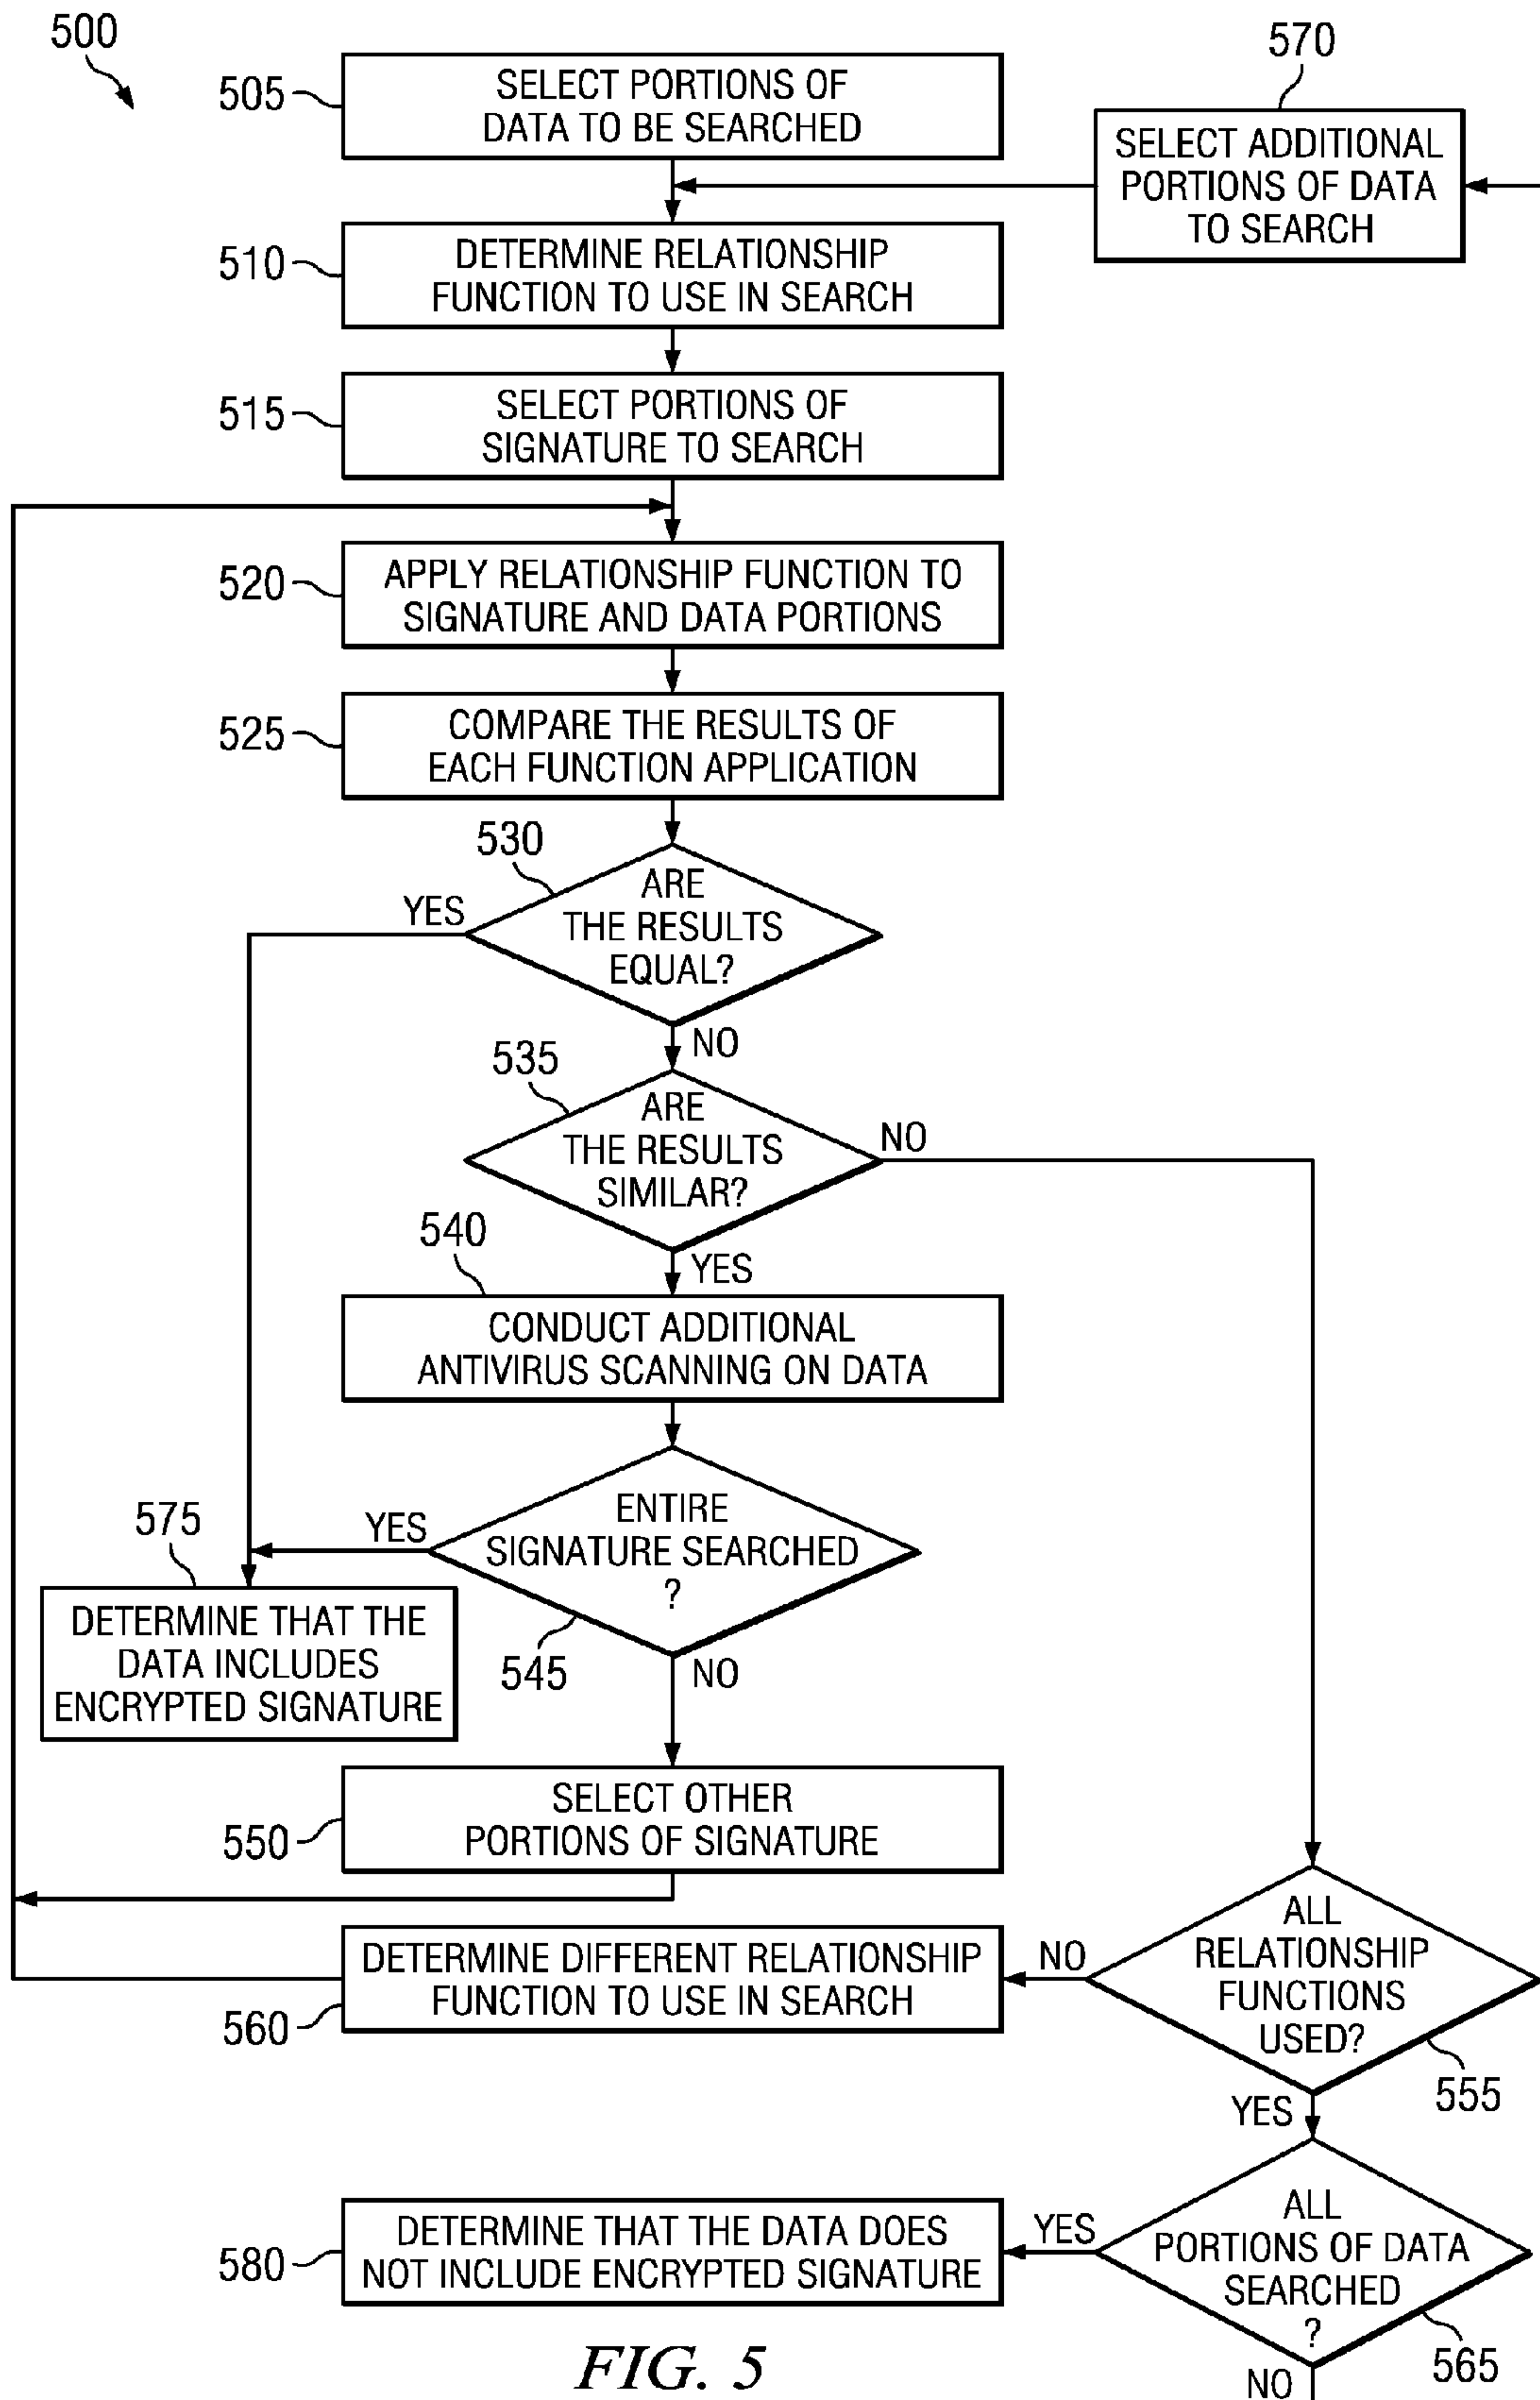 500
505
SELECT PORTIONS OF
DATA TO BE SEARCHED
570
SELECT ADDITIONAL
PORTIONS OF DATA
TO SEARCH
510
DETERMINE RELATIONSHIP
FUNCTION TO USE IN SEARCH
515
SELECT PORTIONS OF
SIGNATURE TO SEARCH
520
APPLY RELATIONSHIP FUNCTION TO
SIGNATURE AND DATA PORTIONS
525
COMPARE THE RESULTS OF
EACH FUNCTION APPLICATION
530
YES
ARE
THE RESULTS
EQUAL?
NO
535
ARE
THE RESULTS
SIMILAR?
NO
YES
540
CONDUCT ADDITIONAL
ANTIVIRUS SCANNING ON DATA
ENTIRE
SIGNATURE SEARCHED
?
YES
545
NO
575
DETERMINE THAT THE
DATA INCLUDES
ENCRYPTED SIGNATURE
550
SELECT OTHER
PORTIONS OF SIGNATURE
ALL
RELATIONSHIP
FUNCTIONS
USED?
555
NO
560
DETERMINE DIFFERENT RELATIONSHIP
FUNCTION TO USE IN SEARCH
YES
ALL
PORTIONS OF DATA
SEARCHED
?
565
YES
580
DETERMINE THAT THE DATA DOES
NOT INCLUDE ENCRYPTED SIGNATURE
NO
FIG. 5